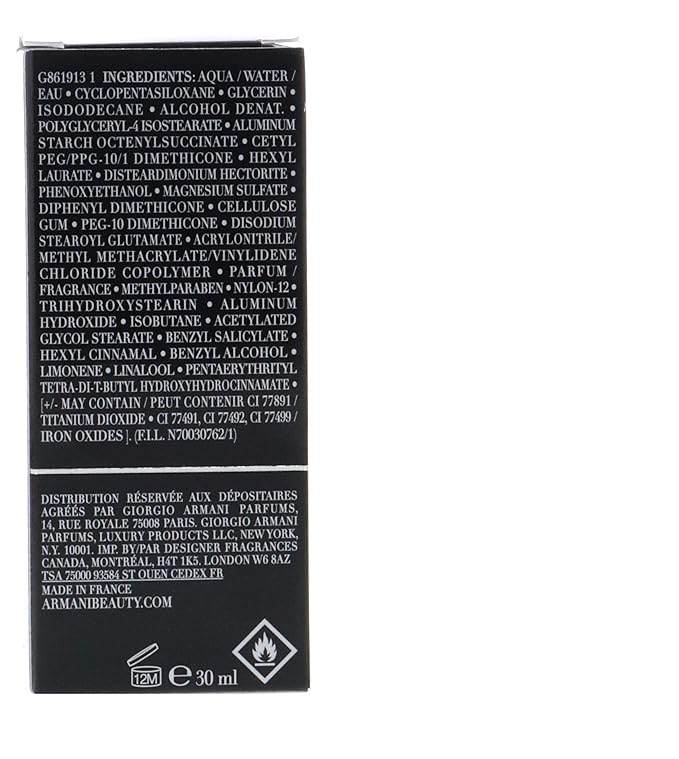 G861913 1 INGREDIENTS: AQUA / WATER /
EAU • CYCLOPENTASILOXANE • GLYCERIN •
ISODODECANE • ALCOHOL DENAT. •
POLYGLYCERYL-4 ISOSTEARATE • ALUMINUM
STARCH OCTENYLSUCCINATE • CETYL
PEG/PPG-10/1 DIMETHICONE • HEXYL
LAURATE • DISTEARDIMONIUM HECTORITE •
PHENOXYETHANOL • MAGNESIUM SULFATE •
DIPHENYL DIMETHICONE • CELLULOSE
GUM • PEG-10 DIMETHICONE • DISODIUM
STEAROYL GLUTAMATE • ACRYLONITRILE/
METHYL METHACRYLATE/VINYLIDENE
CHLORIDE COPOLYMER • PARFUM /
FRAGRANCE • METHYLPARABEN • NYLON-12 •
TRIHYDROXYSTEARIN • ALUMINUM
HYDROXIDE • ISOBUTANE • ACETYLATED
GLYCOL STEARATE • BENZYL SALICYLATE •
HEXYL CINNAMAL • BENZYL ALCOHOL •
LIMONENE • LINALOOL • PENTAERYTHRITYL
TETRA-DI-T-BUTYL HYDROXYHYDROCINNAMATE •
[+/- MAY CONTAIN / PEUT CONTENIR CI 77891 /
TITANIUM DIOXIDE • CI 77491, CI 77492, CI 77499 /
IRON OXIDES ]. (F.I.L. N70030762/1)
DISTRIBUTION RÉSERVÉE AUX DÉPOSITAIRES
AGRÉÉS PAR GIORGIO ARMANI PARFUMS,
14, RUE ROYALE 75008 PARIS. GIORGIO ARMANI
PARFUMS, LUXURY PRODUCTS LLC, NEW YORK,
N.Y. 10001. IMP. BY/PAR DESIGNER FRAGRANCES
CANADA, MONTRÉAL, H4T 1K5. LONDON W6 8AZ
TSA 75000 93584 ST OUEN CEDEX FR
MADE IN FRANCE
ARMANIBEAUTY.COM
12M e 30 ml